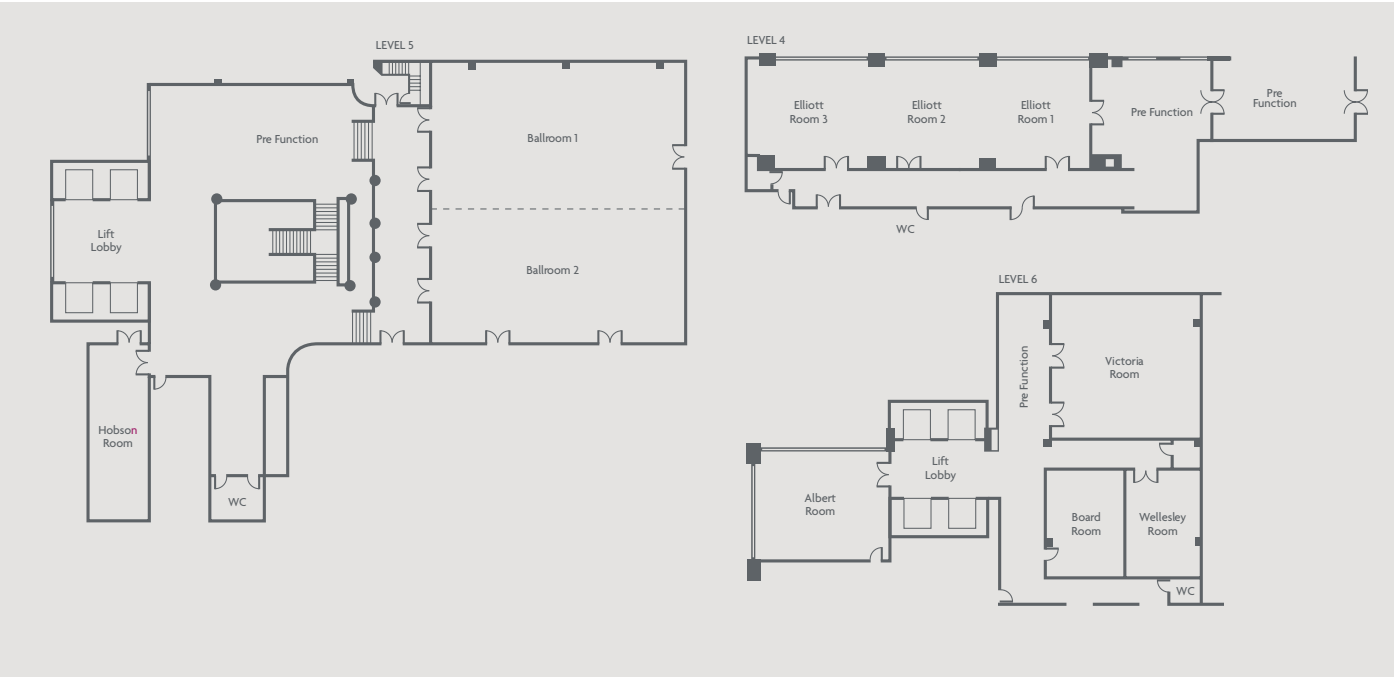 LEVEL 5
Pre Function
Ballroom 1
Lift
Lobby
Ballroom 2
Hobson
Room
WC
LEVEL 4
Elliott
Room 3
Elliott
Room 2
Elliott
Room 1
Pre Function
Pre
Function
WC
LEVEL 6
Pre Function
Victoria
Room
Lift
Lobby
Albert
Room
Board
Room
Wellesley
Room
WC